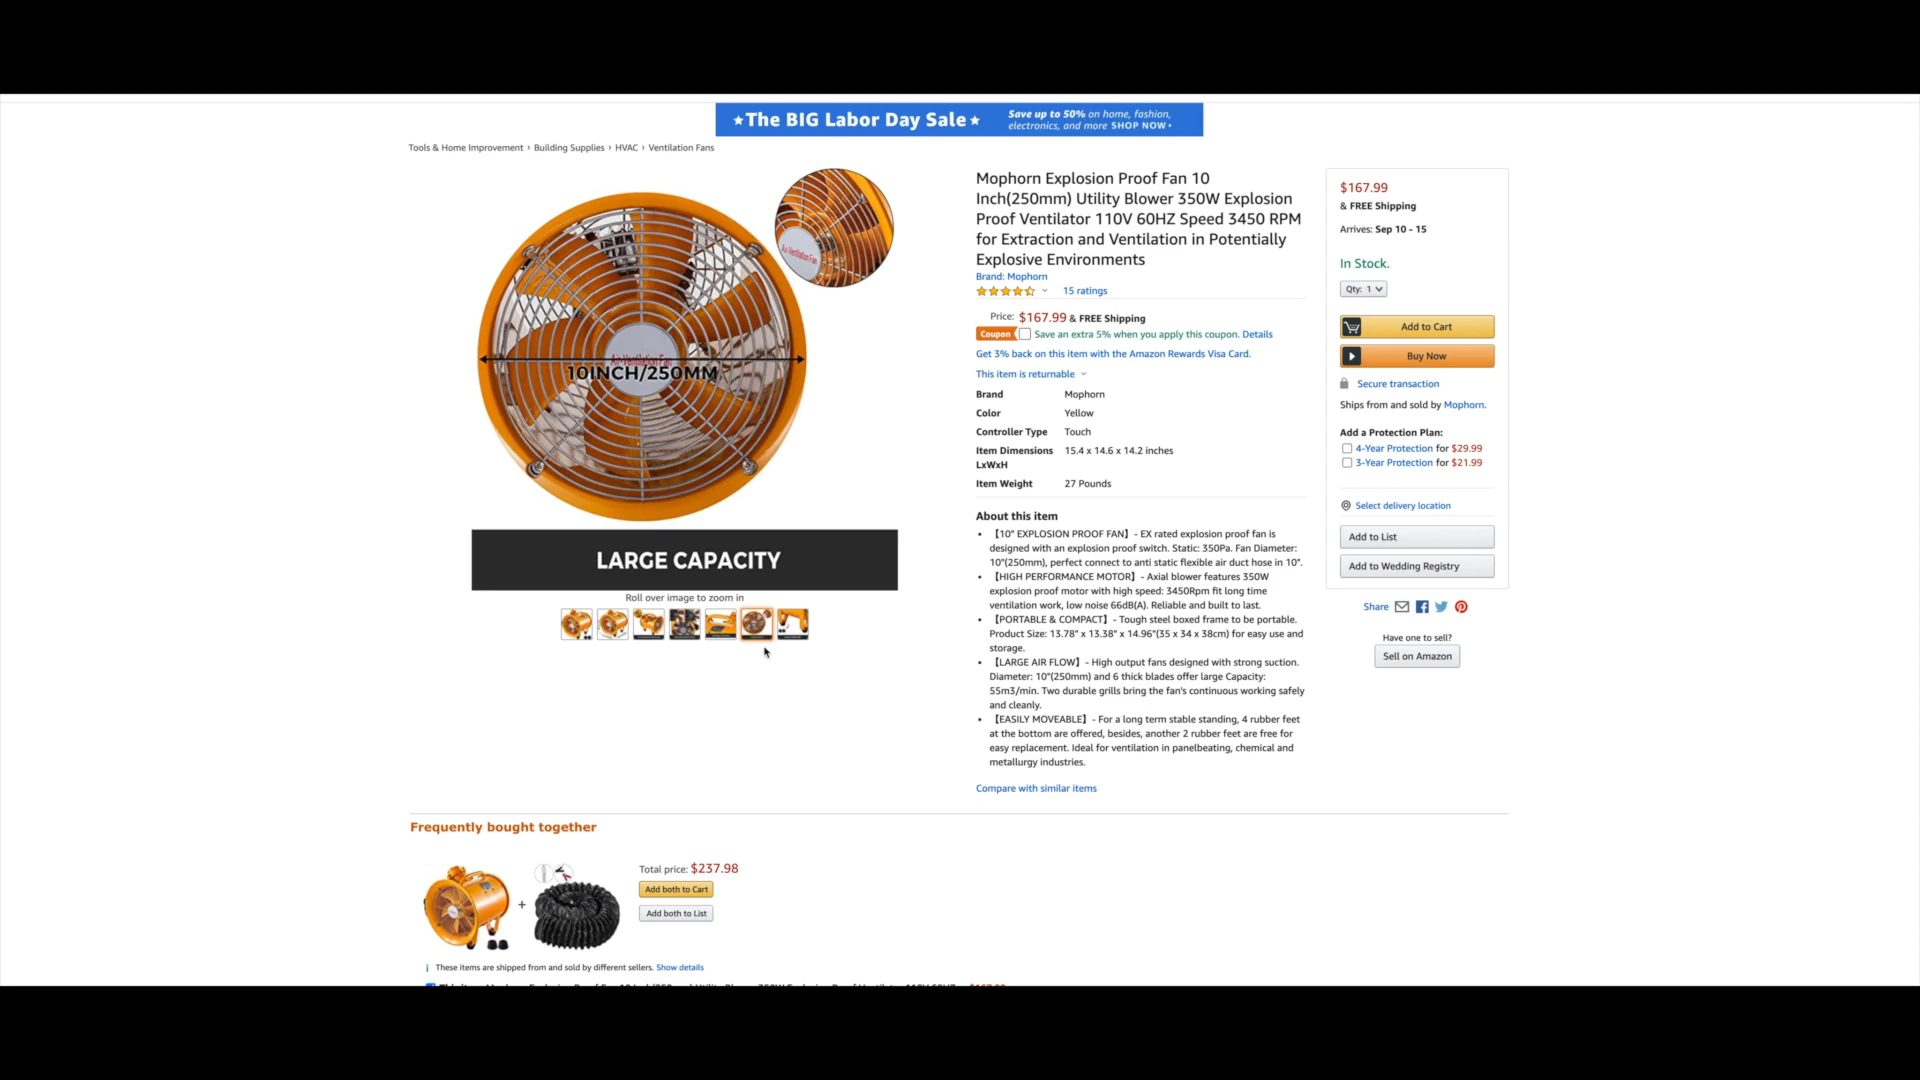 ★The BIG Labor Day Sale★
Save up to 50% on home, fashion,
electronics, and more SHOP NOW ›
Tools & Home Improvement › Building Supplies › HVAC › Ventilation Fans
Air-Ventilation Fan
Air-Ventilation Fan
10INCH/250MM
LARGE CAPACITY
Roll over image to zoom in
Mophorn Explosion Proof Fan 10
Inch(250mm) Utility Blower 350W Explosion
Proof Ventilator 110V 60HZ Speed 3450 RPM
for Extraction and Ventilation in Potentially
Explosive Environments
Brand: Mophorn
15 ratings
Price: $167.99 & FREE Shipping
Coupon Save an extra 5% when you apply this coupon. Details
Get 3% back on this item with the Amazon Rewards Visa Card.
This item is returnable
Brand Mophorn
Color Yellow
Controller Type Touch
Item Dimensions 15.4 x 14.6 x 14.2 inches
LxWxH
Item Weight 27 Pounds
About this item
• 【10" EXPLOSION PROOF FAN】- EX rated explosion proof fan is
designed with an explosion proof switch. Static: 350Pa. Fan Diameter:
10"(250mm), perfect connect to anti static flexible air duct hose in 10".
• 【HIGH PERFORMANCE MOTOR】- Axial blower features 350W
explosion proof motor with high speed: 3450Rpm fit long time
ventilation work, low noise 66dB(A). Reliable and built to last.
• 【PORTABLE & COMPACT】- Tough steel boxed frame to be portable.
Product Size: 13.78" x 13.38" x 14.96"(35 x 34 x 38cm) for easy use and
storage.
• 【LARGE AIR FLOW】- High output fans designed with strong suction.
Diameter: 10"(250mm) and 6 thick blades offer large Capacity:
55m3/min. Two durable grills bring the fan's continuous working safely
and cleanly.
• 【EASILY MOVEABLE】- For a long term stable standing, 4 rubber feet
at the bottom are offered, besides, another 2 rubber feet are free for
easy replacement. Ideal for ventilation in panelbeating, chemical and
metallurgy industries.
Compare with similar items
$167.99
& FREE Shipping
Arrives: Sep 10 - 15
In Stock.
Qty: 1
Add to Cart
Buy Now
Secure transaction
Ships from and sold by Mophorn.
Add a Protection Plan:
4-Year Protection for $29.99
3-Year Protection for $21.99
Select delivery location
Add to List
Add to Wedding Registry
Share
Have one to sell?
Sell on Amazon
Frequently bought together
+
Total price: $237.98
Add both to Cart
Add both to List
i These items are shipped from and sold by different sellers. Show details